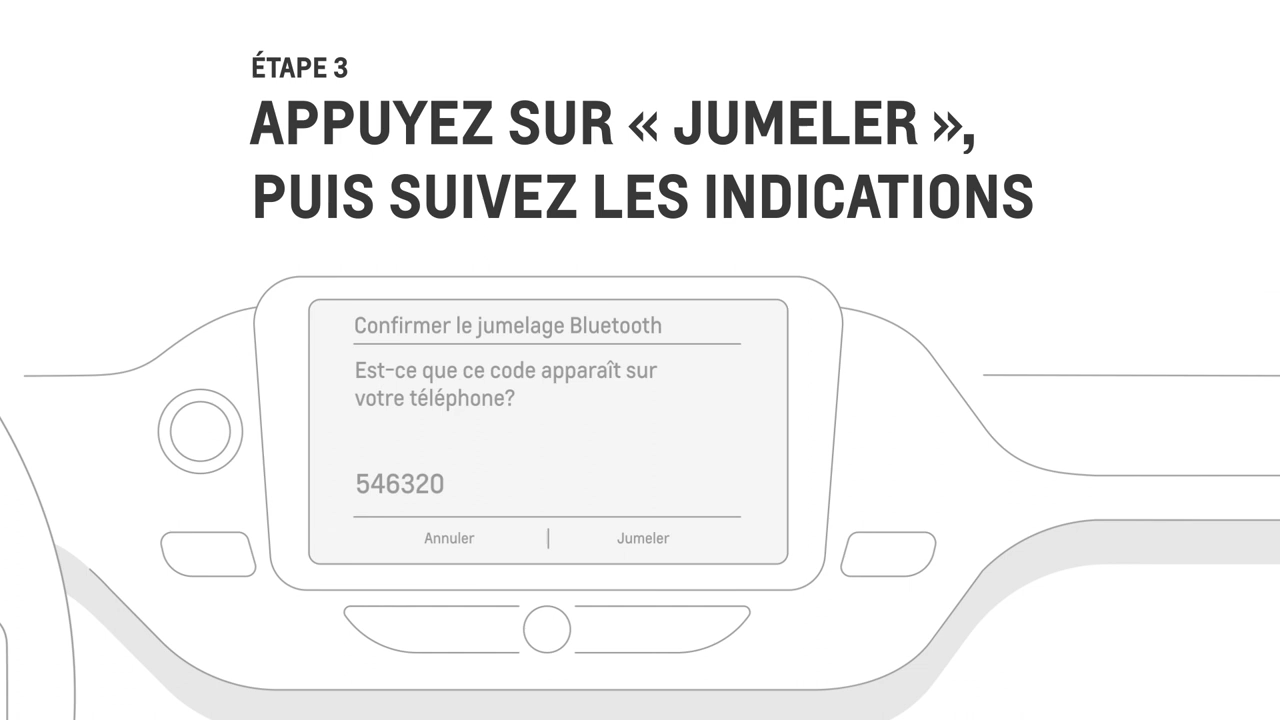 ÉTAPE 3
APPUYEZ SUR « JUMELER »,
PUIS SUIVEZ LES INDICATIONS
Confirmer le jumelage Bluetooth
Est-ce que ce code apparaît sur
votre téléphone?
546320
Annuler | Jumeler